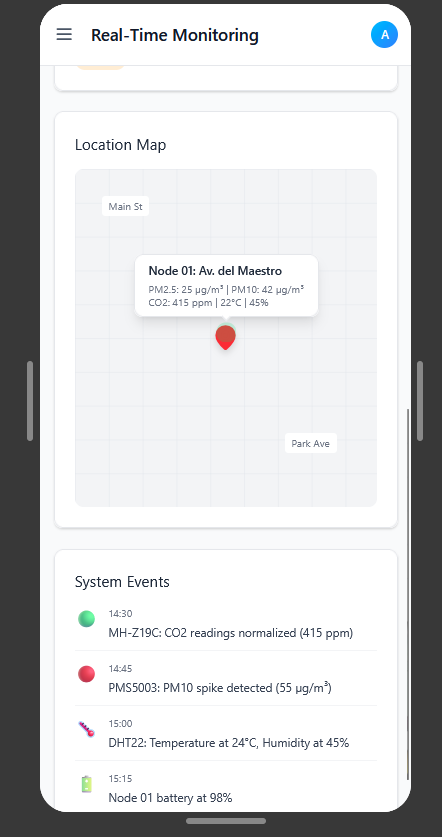 Real-Time Monitoring
A
Location Map
Main St
Node 01: Av. del Maestro
PM2.5: 25 µg/m³ | PM10: 42 µg/m³
CO2: 415 ppm | 22°C | 45%
Park Ave
System Events
14:30
MH-Z19C: CO2 readings normalized (415 ppm)
14:45
PMS5003: PM10 spike detected (55 µg/m³)
15:00
DHT22: Temperature at 24°C, Humidity at 45%
15:15
Node 01 battery at 98%